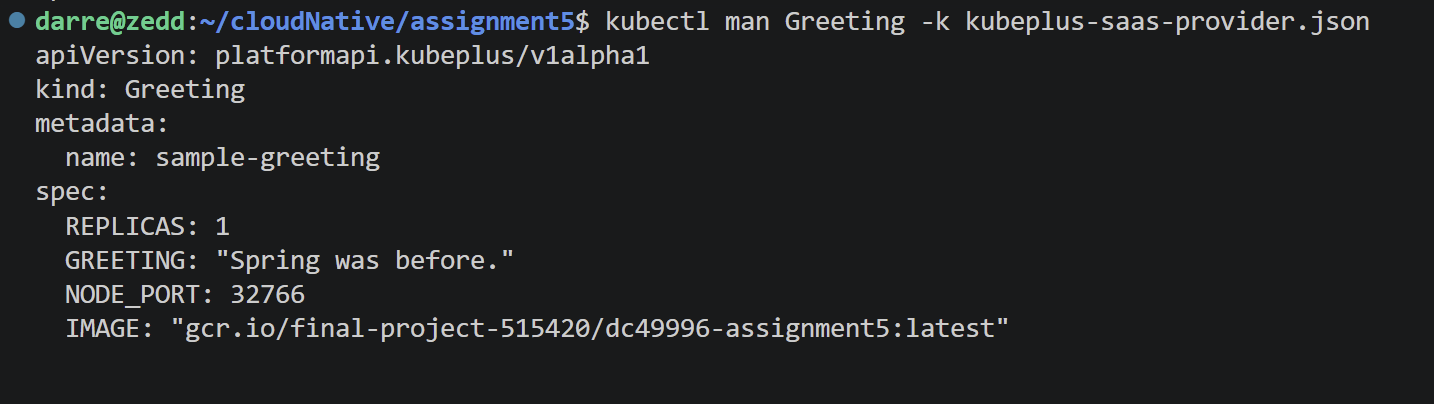 darre@zedd:~/cloudNative/assignment5$ kubectl man Greeting -k kubeplus-saas-provider.json
apiVersion: platformapi.kubeplus/v1alpha1
kind: Greeting
metadata:
  name: sample-greeting
spec:
  REPLICAS: 1
  GREETING: "Spring was before."
  NODE_PORT: 32766
  IMAGE: "gcr.io/final-project-515420/dc49996-assignment5:latest"